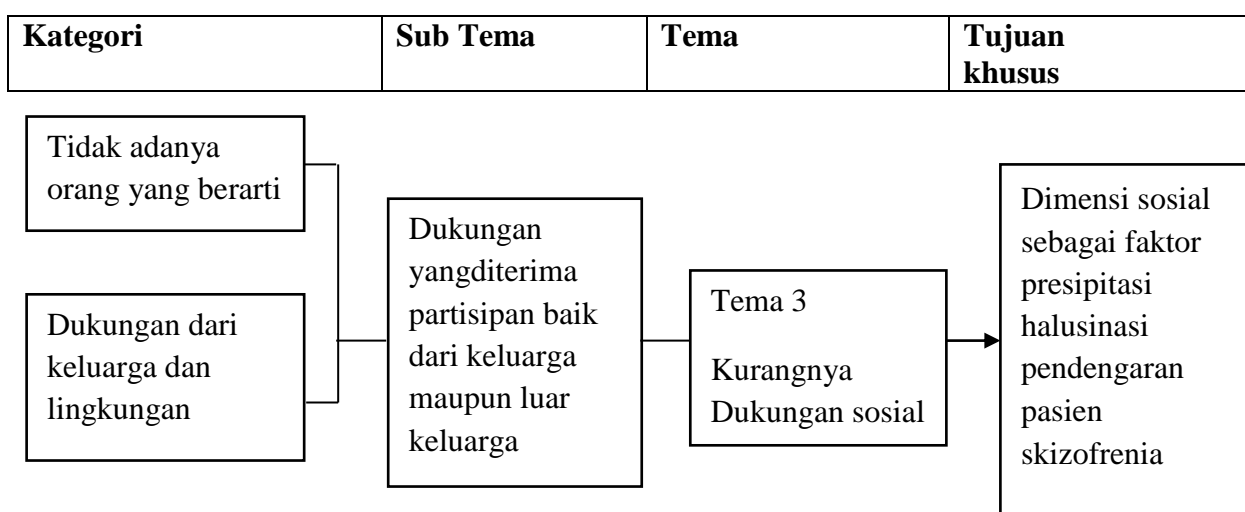 Kategori
Sub Tema
Tema
Tujuan
khusus
Tidak adanya
orang yang berarti
Dukungan dari
keluarga dan
lingkungan
Dukungan
yangditerima
partisipan baik
dari keluarga
maupun luar
keluarga
Tema 3
Kurangnya
Dukungan sosial
Dimensi sosial
sebagai faktor
presipitasi
halusinasi
pendengaran
pasien
skizofrenia